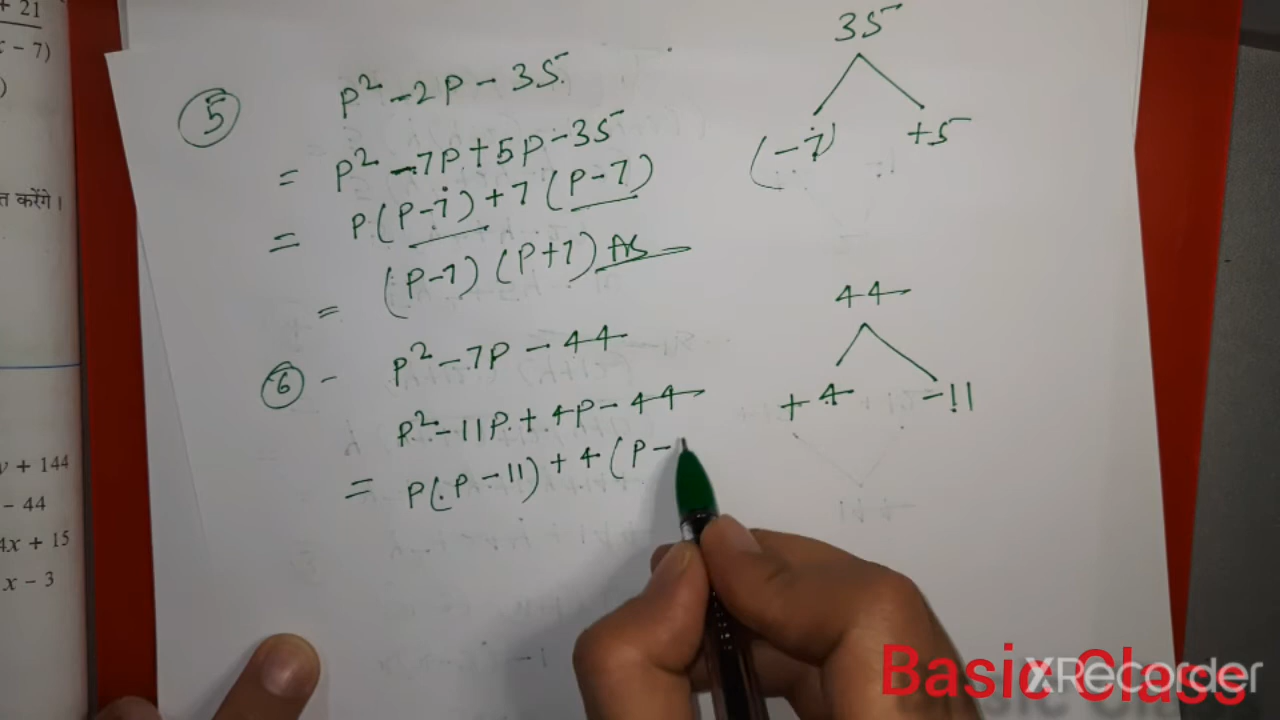 + 21
- 7)
)
त करेंगे।
+ 144
- 44
4x + 15
x - 3
35
(-7) +5
⑤ p² - 2p - 35
= p² - 7p + 5p - 35
= p(p-7) + 7(p-7)
= (p-7) (p+7) As
44
+4 -11
⑥ - p² - 7p - 44
p² - 11p + 4p - 44
= p(p - 11) + 4(p -
Basic Class
XRecorder